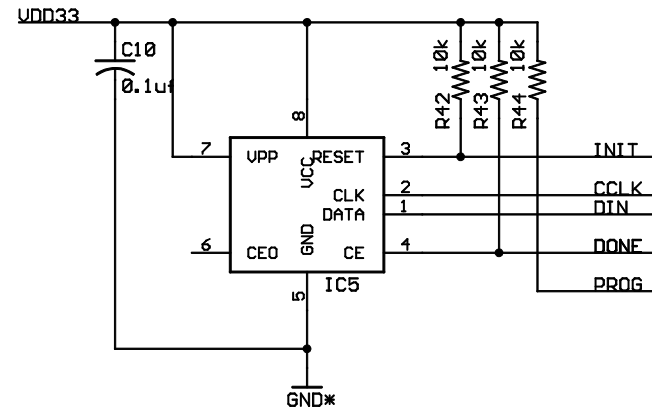 VDD33
C10
0.1uf
10k
10k
10k
R42
R43
R44
8
7
VPP
RESET
3
INIT
VCC
CLK
2
CCLK
DATA
1
DIN
6
CEO
GND
CE
4
DONE
5
IC5
PROG
GND*